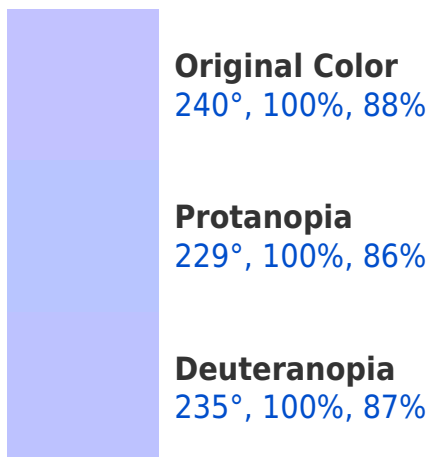 Original Color
240°, 100%, 88%
Protanopia
229°, 100%, 86%
Deuteranopia
235°, 100%, 87%